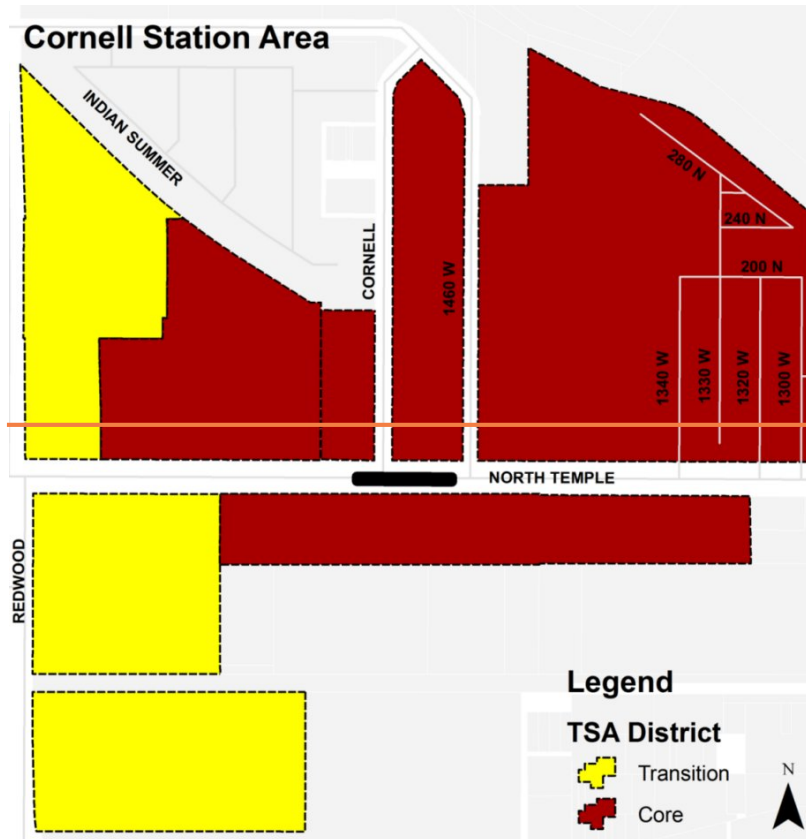 Cornell Station Area
INDIAN SUMMER
CORNELL
1460 W
280 N
240 N
200 N
1340 W
1330 W
1320 W
1300 W
NORTH TEMPLE
REDWOOD
Legend
TSA District
Transition
Core
N